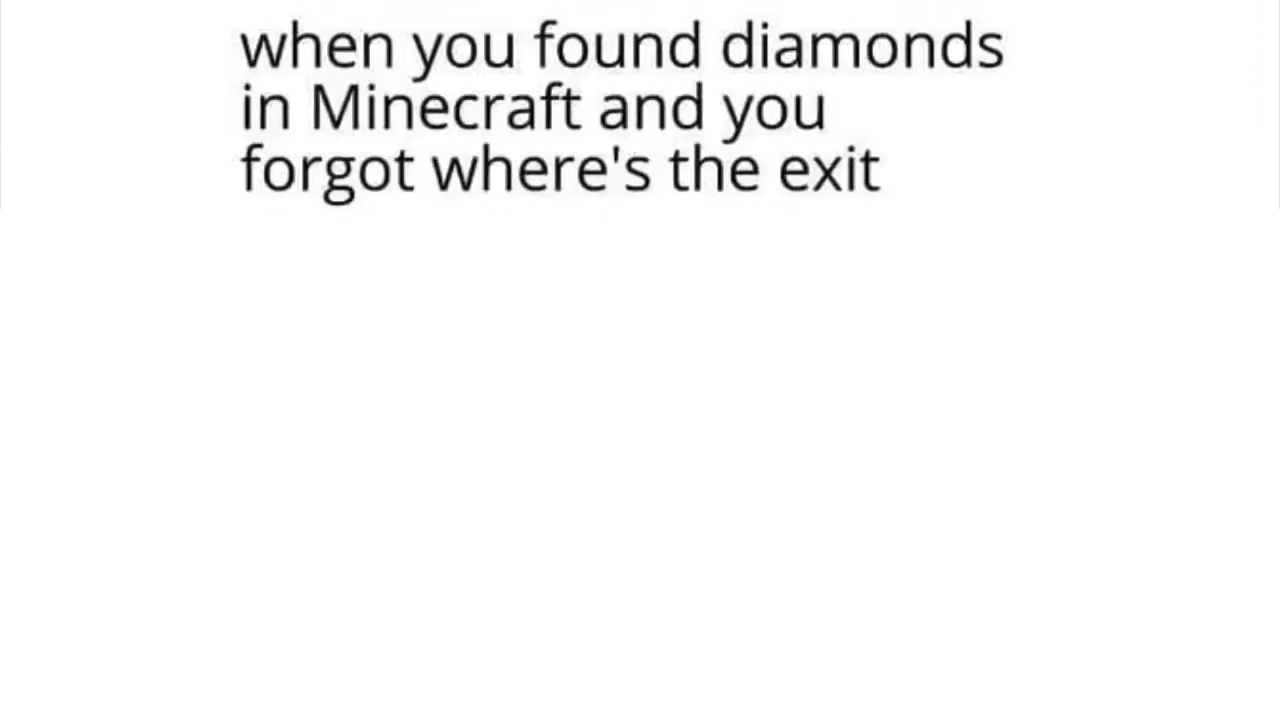 when you found diamonds
in Minecraft and you
forgot where's the exit